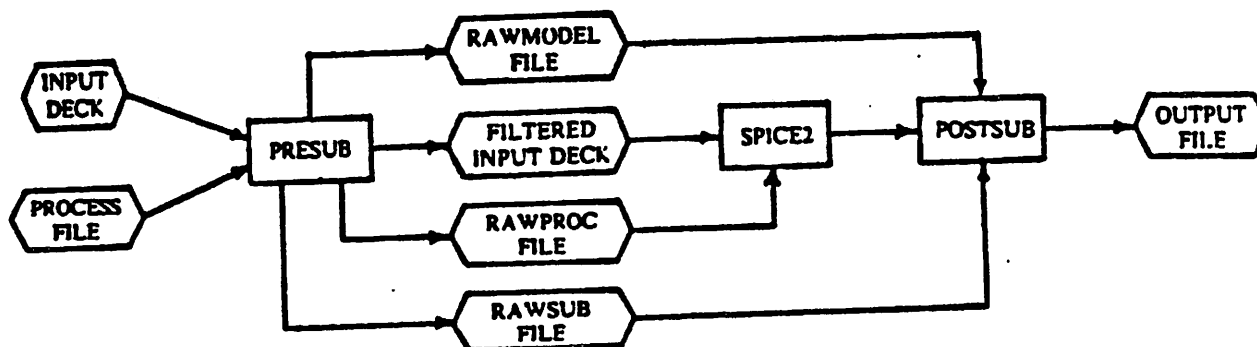 INPUT
DECK
PROCESS
FILE
PRESUB
RAWMODEL
FILE
FILTERED
INPUT DECK
RAWPROC
FILE
RAWSUB
FILE
SPICE2
POSTSUB
OUTPUT
FILE